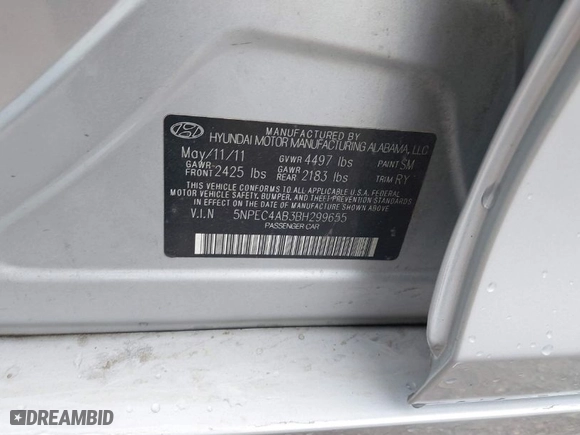 MANUFACTURED BY
HYUNDAI MOTOR MANUFACTURING ALABAMA, LLC
May/11/11 GVWR 4497 lbs PAINT SM
GAWR FRONT 2425 lbs GAWR REAR 2183 lbs TRIM RY
THIS VEHICLE CONFORMS TO ALL APPLICABLE U.S.A. FEDERAL
MOTOR VEHICLE SAFETY, BUMPER, AND THEFT-PREVENTION STANDARDS
IN EFFECT ON THE DATE OF MANUFACTURE SHOWN ABOVE.
V.I.N 5NPEC4AB3BH299655
PASSENGER CAR
DREAMBID